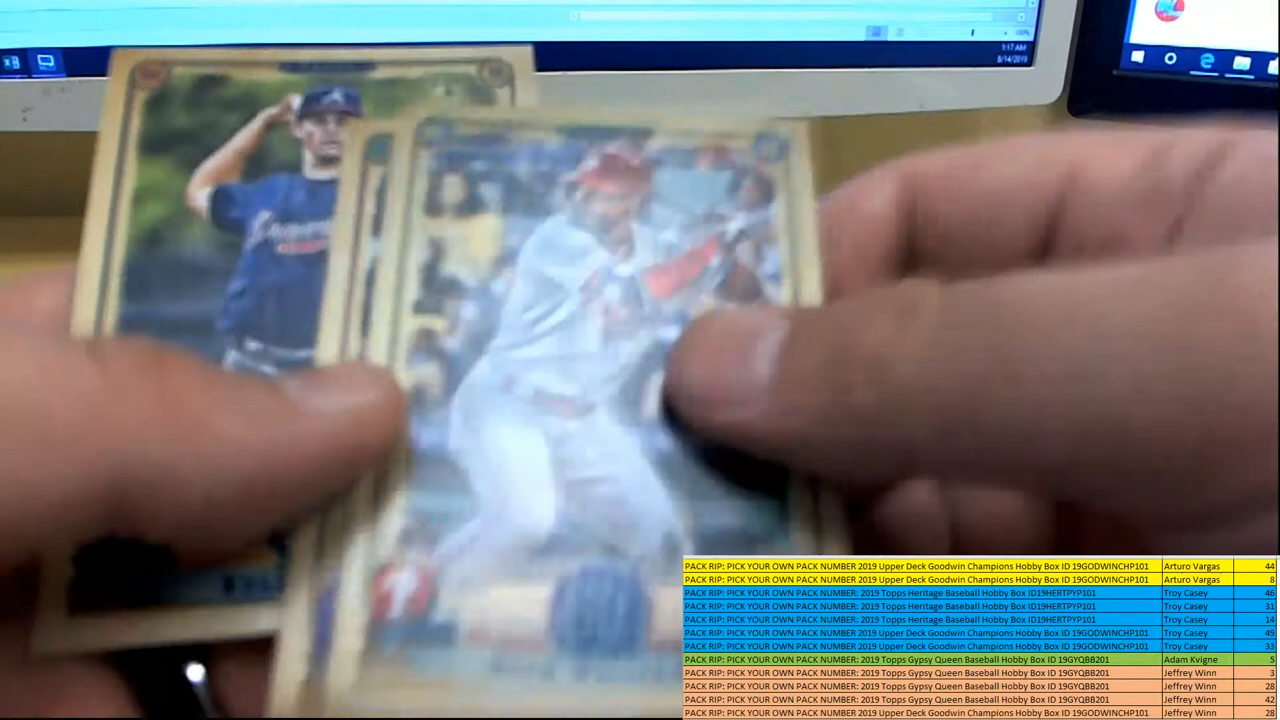 100%
1:17 AM
8/14/2019
PACK RIP: PICK YOUR OWN PACK NUMBER 2019 Upper Deck Goodwin Champions Hobby Box ID 19GODWINCHP101 Arturo Vargas 44
PACK RIP: PICK YOUR OWN PACK NUMBER 2019 Upper Deck Goodwin Champions Hobby Box ID 19GODWINCHP101 Arturo Vargas 8
PACK RIP: PICK YOUR OWN PACK NUMBER: 2019 Topps Heritage Baseball Hobby Box ID19HERTPYP101 Troy Casey 46
PACK RIP: PICK YOUR OWN PACK NUMBER: 2019 Topps Heritage Baseball Hobby Box ID19HERTPYP101 Troy Casey 31
PACK RIP: PICK YOUR OWN PACK NUMBER: 2019 Topps Heritage Baseball Hobby Box ID19HERTPYP101 Troy Casey 14
PACK RIP: PICK YOUR OWN PACK NUMBER 2019 Upper Deck Goodwin Champions Hobby Box ID 19GODWINCHP101 Troy Casey 49
PACK RIP: PICK YOUR OWN PACK NUMBER 2019 Upper Deck Goodwin Champions Hobby Box ID 19GODWINCHP101 Troy Casey 33
PACK RIP: PICK YOUR OWN PACK NUMBER: 2019 Topps Gypsy Queen Baseball Hobby Box ID 19GYQBB201 Adam Kvigne 5
PACK RIP: PICK YOUR OWN PACK NUMBER: 2019 Topps Gypsy Queen Baseball Hobby Box ID 19GYQBB201 Jeffrey Winn 3
PACK RIP: PICK YOUR OWN PACK NUMBER: 2019 Topps Gypsy Queen Baseball Hobby Box ID 19GYQBB201 Jeffrey Winn 28
PACK RIP: PICK YOUR OWN PACK NUMBER: 2019 Topps Gypsy Queen Baseball Hobby Box ID 19GYQBB201 Jeffrey Winn 42
PACK RIP: PICK YOUR OWN PACK NUMBER 2019 Upper Deck Goodwin Champions Hobby Box ID 19GODWINCHP101 Jeffrey Winn 28